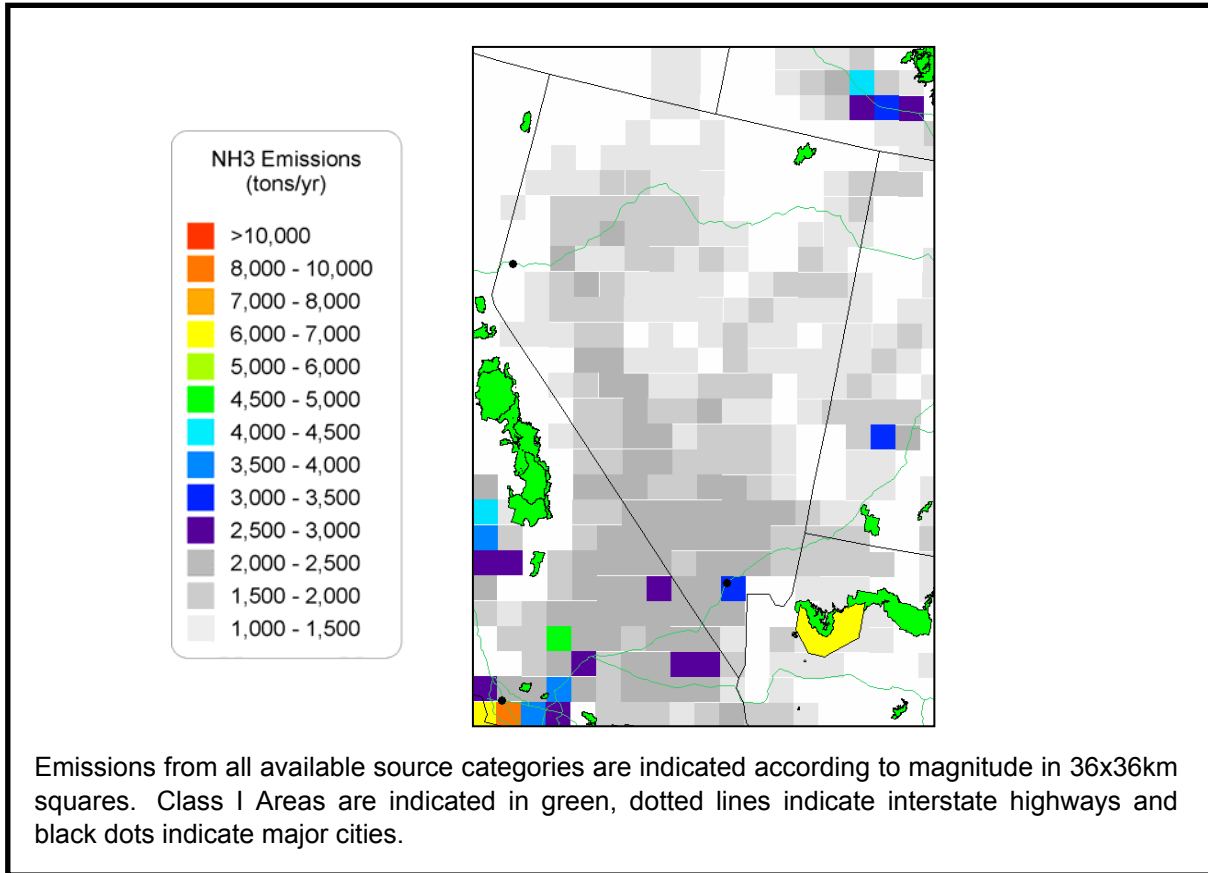 NH3 Emissions
(tons/yr)
>10,000
8,000 - 10,000
7,000 - 8,000
6,000 - 7,000
5,000 - 6,000
4,500 - 5,000
4,000 - 4,500
3,500 - 4,000
3,000 - 3,500
2,500 - 3,000
2,000 - 2,500
1,500 - 2,000
1,000 - 1,500
Emissions from all available source categories are indicated according to magnitude in 36x36km
squares. Class I Areas are indicated in green, dotted lines indicate interstate highways and
black dots indicate major cities.